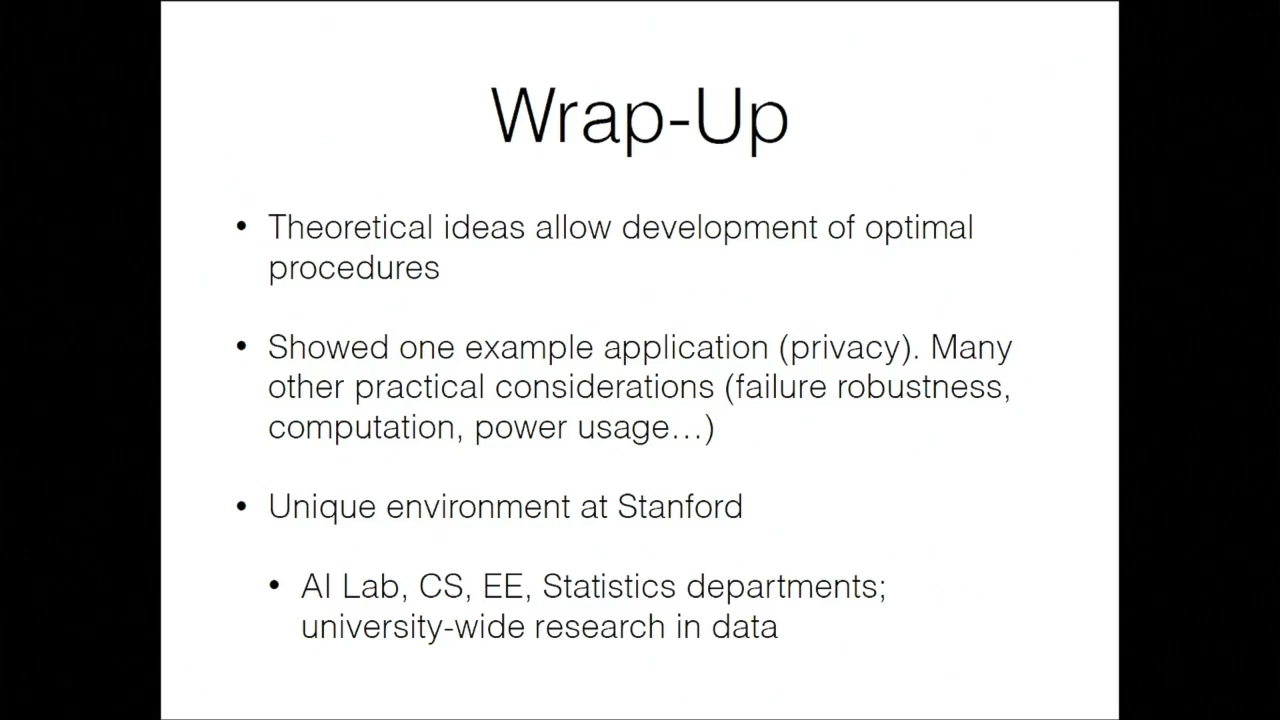 Wrap-Up
• Theoretical ideas allow development of optimal
procedures
• Showed one example application (privacy). Many
other practical considerations (failure robustness,
computation, power usage…)
• Unique environment at Stanford
• AI Lab, CS, EE, Statistics departments;
university-wide research in data